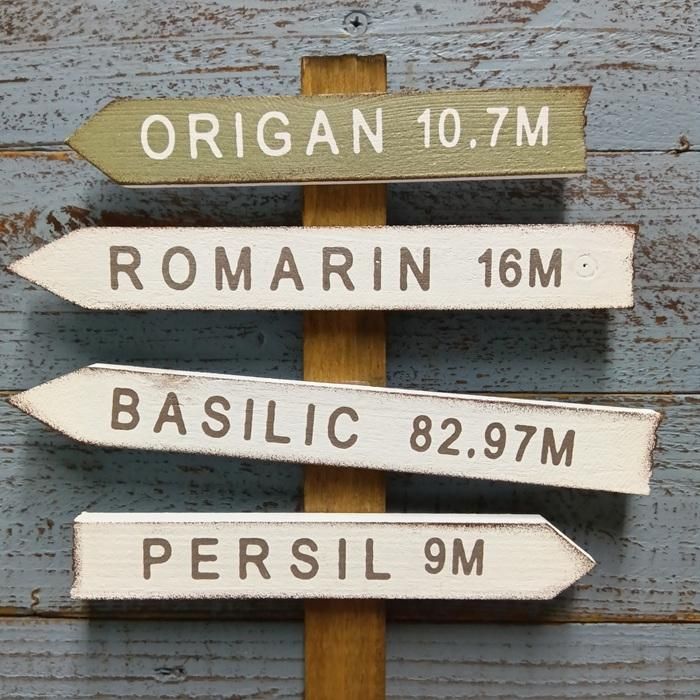 ORIGAN 10.7M
ROMARIN 16M
BASILIC 82.97M
PERSIL 9M